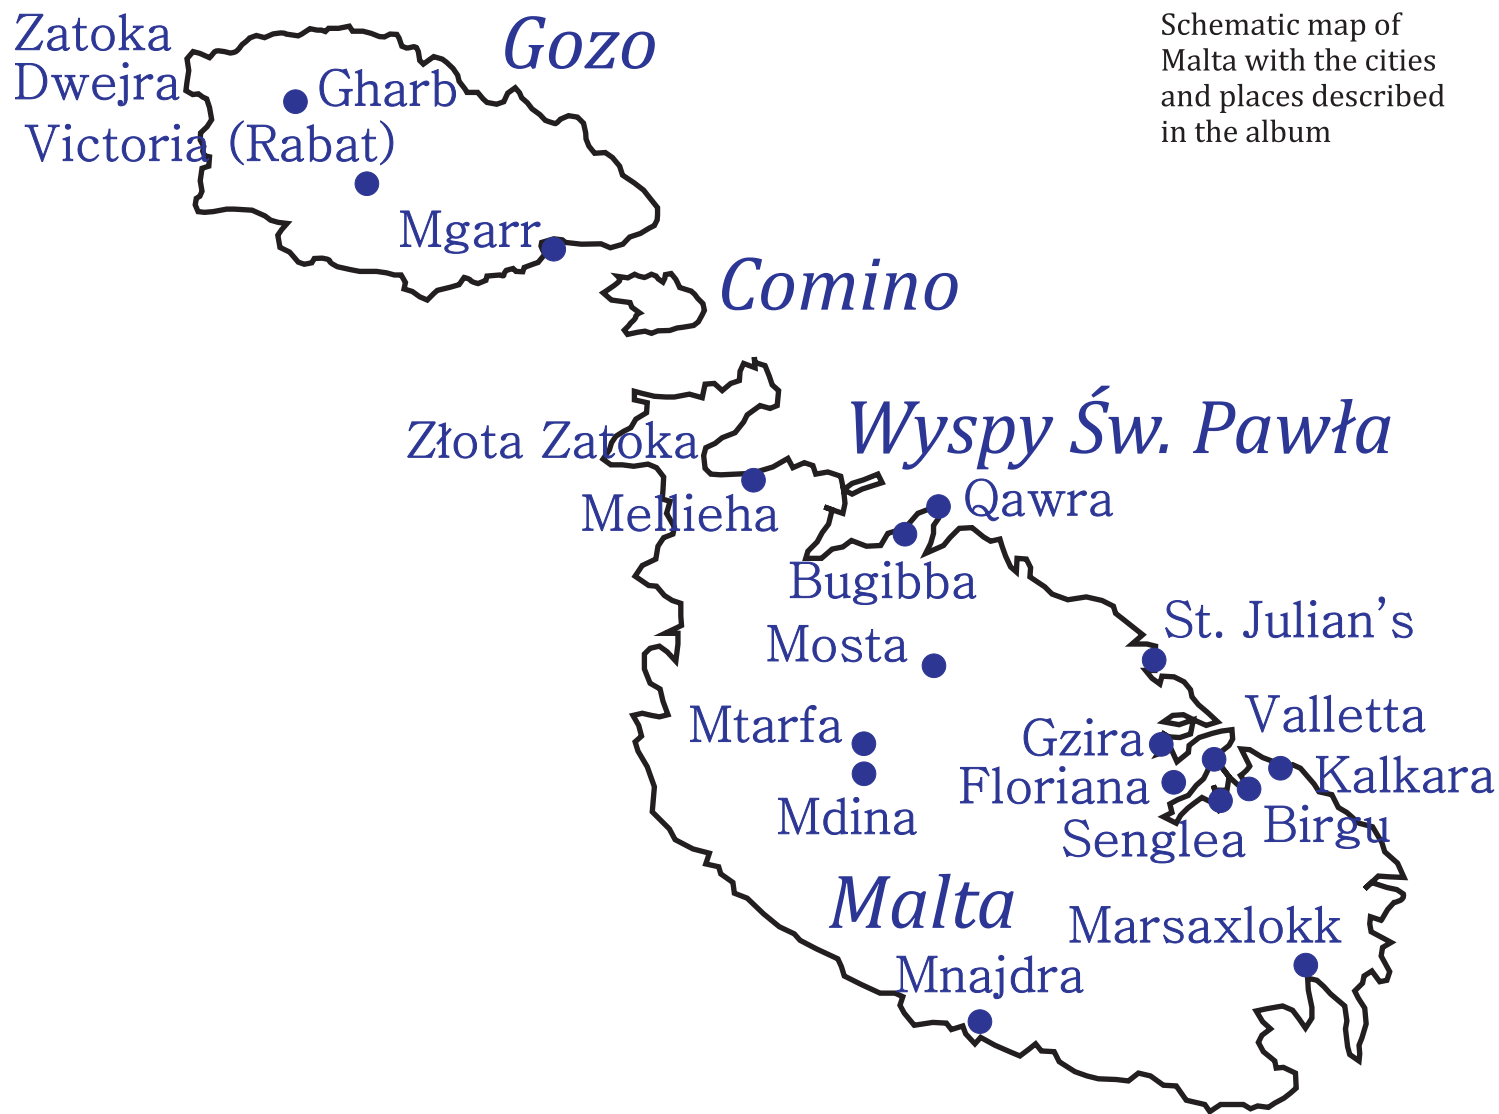 Zatoka
Dwejra
Gozo
Schematic map of
Malta with the cities
and places described
in the album
Gharb
Victoria (Rabat)
Mgarr
Comino
Wyspy Św. Pawła
Złota Zatoka
Mellieha
Qawra
Bugibba
St. Julian’s
Mosta
Mtarfa
Valletta
Gzira
Floriana
Kalkara
Mdina
Senglea
Birgu
Malta
Marsaxlokk
Mnajdra